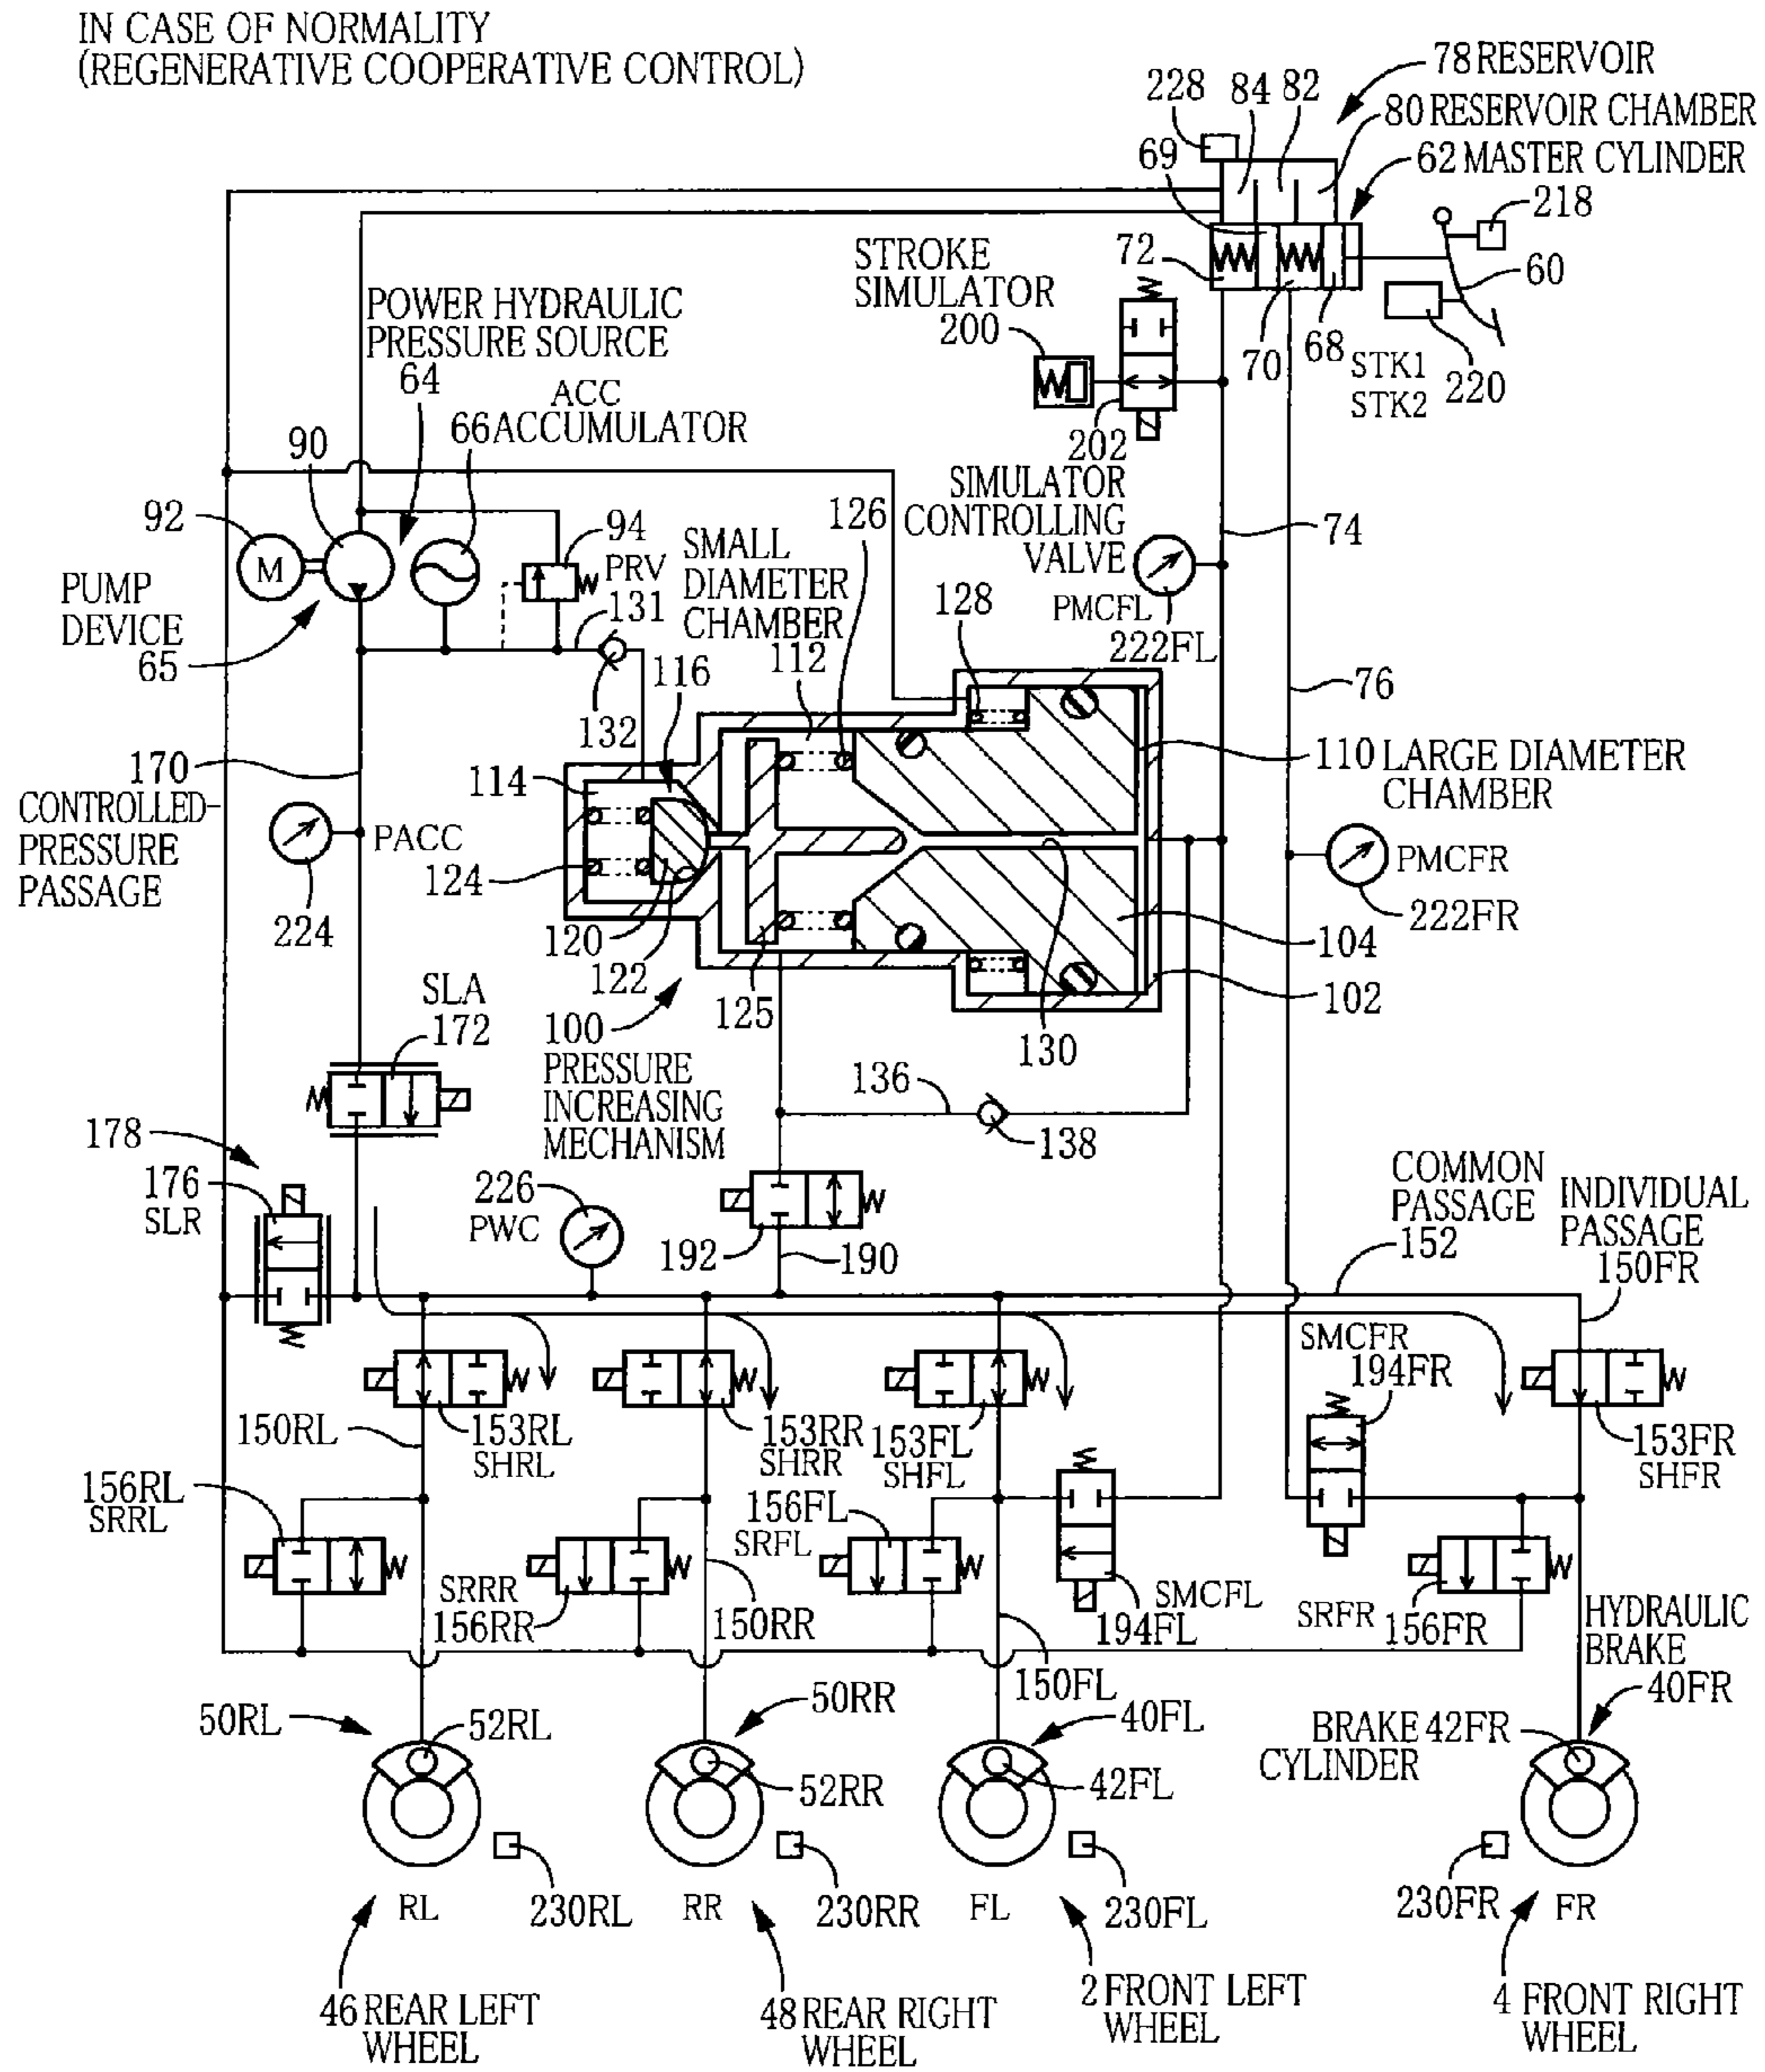 IN CASE OF NORMALITY
(REGENERATIVE COOPERATIVE CONTROL)
78 RESERVOIR
228 84 82
80 RESERVOIR CHAMBER
69
62 MASTER CYLINDER
218
STROKE
SIMULATOR
200
72
60
POWER HYDRAULIC
PRESSURE SOURCE
64
70 68
STK1
STK2
220
ACC
66 ACCUMULATOR
90
202
SIMULATOR
CONTROLLING
VALVE
92
M
94
PRV
131
SMALL
DIAMETER
CHAMBER
112
126
74
PUMP
DEVICE
65
128
PMCFL
222FL
116
76
132
170
CONTROLLED-
PRESSURE
PASSAGE
114
110 LARGE DIAMETER
CHAMBER
PACC
PMCFR
124
222FR
224
120
122
104
125
102
SLA
172
100
PRESSURE
INCREASING
MECHANISM
130
136
138
178
176
SLR
226
PWC
COMMON
PASSAGE
152
INDIVIDUAL
PASSAGE
150FR
192
190
SMCFR
194FR
150RL
153RL
SHRL
153RR
SHRR
153FL
SHFL
153FR
SHFR
156RL
SRRL
156FL
SRFL
SRRR
156RR
150RR
SMCFL
194FL
SRFR
156FR
HYDRAULIC
BRAKE
40FR
150FL
50RL
52RL
50RR
40FL
BRAKE
CYLINDER
42FR
52RR
42FL
RL
230RL
RR
230RR
FL
230FL
230FR
FR
46 REAR LEFT
WHEEL
48 REAR RIGHT
WHEEL
2 FRONT LEFT
WHEEL
4 FRONT RIGHT
WHEEL